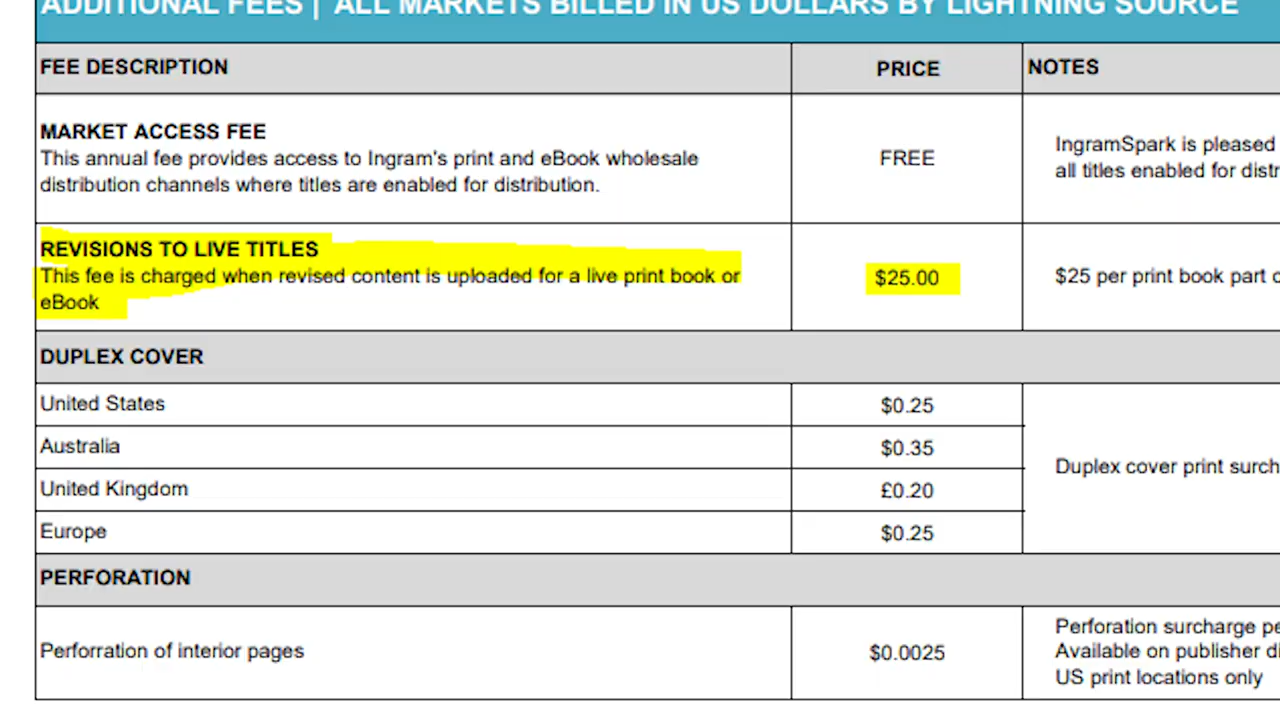 ADDITIONAL FEES | ALL MARKETS BILLED IN US DOLLARS BY LIGHTNING SOURCE
FEE DESCRIPTION PRICE NOTES
MARKET ACCESS FEE
This annual fee provides access to Ingram's print and eBook wholesale
distribution channels where titles are enabled for distribution.
FREE
IngramSpark is pleased
all titles enabled for distr
REVISIONS TO LIVE TITLES
This fee is charged when revised content is uploaded for a live print book or
eBook
$25.00
$25 per print book part o
DUPLEX COVER
United States $0.25
Australia $0.35
United Kingdom £0.20
Europe $0.25
Duplex cover print surch
PERFORATION
Perforration of interior pages $0.0025
Perforation surcharge pe
Available on publisher di
US print locations only